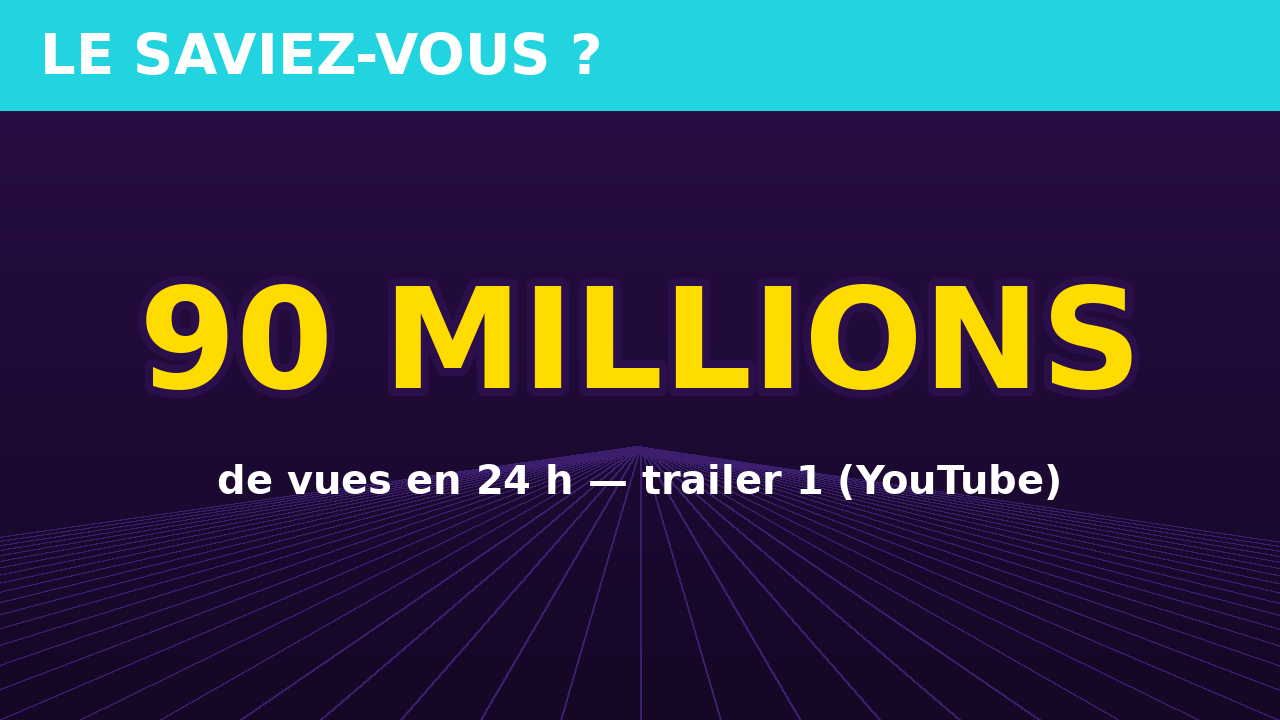 LE SAVIEZ-VOUS ?
90 MILLIONS
de vues en 24 h — trailer 1 (YouTube)